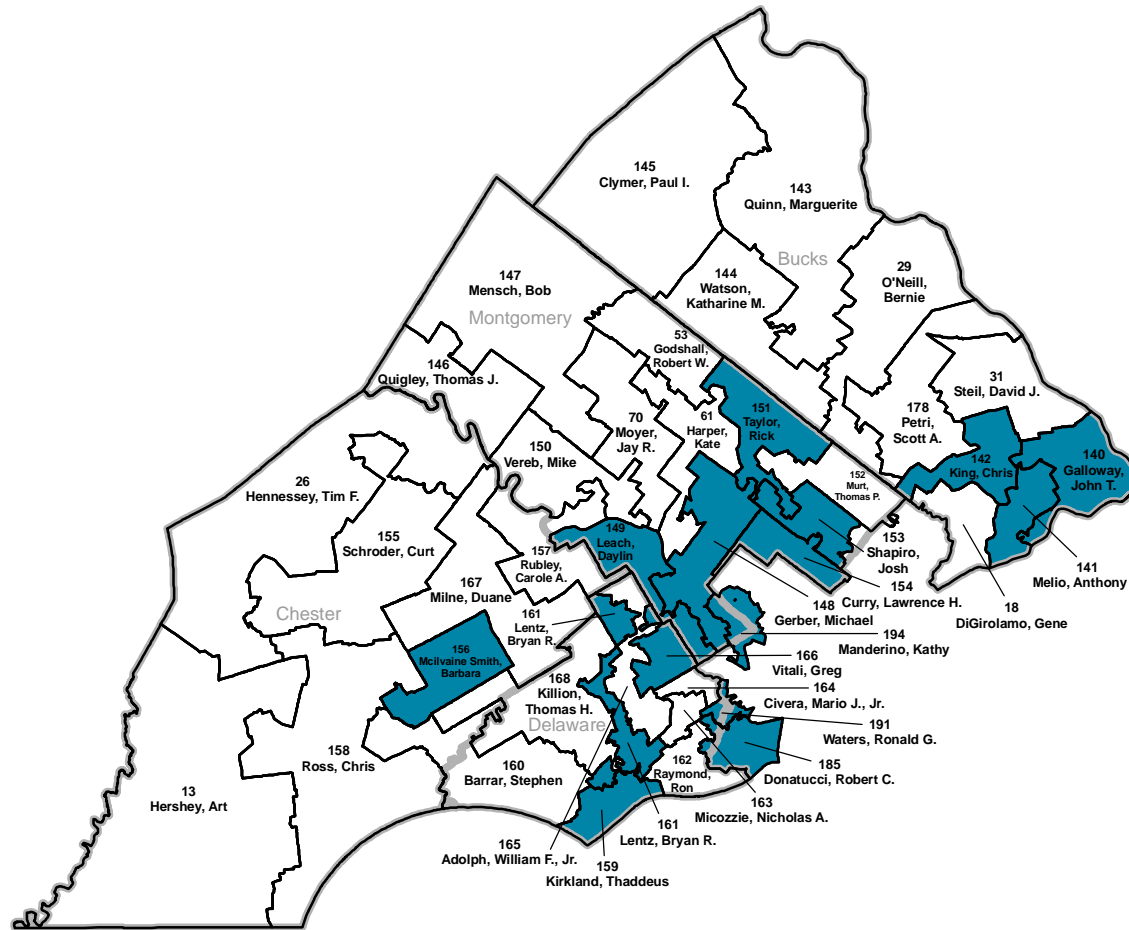 145
Clymer, Paul I.
143
Quinn, Marguerite
Bucks
144
Watson,
Katharine M.
29
O'Neill,
Bernie
147
Mensch, Bob
Montgomery
53
Godshall,
Robert W.
146
Quigley, Thomas J.
31
Steil, David J.
178
Petri,
Scott A.
151
Taylor,
Rick
61
Harper,
Kate
70
Moyer,
Jay R.
150
Vereb, Mike
142
King, Chris
140
Galloway,
John T.
152
Murt,
Thomas P.
26
Hennessey, Tim F.
155
Schroder, Curt
149
Leach,
Daylin
157
Rubley,
Carole A.
153
Shapiro,
Josh
141
Melio, Anthony
154
Curry, Lawrence H.
18
DiGirolamo, Gene
148
Gerber, Michael
167
Milne, Duane
161
Lentz,
Bryan R.
Chester
194
Manderino, Kathy
156
Mcilvaine Smith,
Barbara
166
Vitali, Greg
168
Killion,
Thomas H.
Delaware
164
Civera, Mario J., Jr.
191
Waters, Ronald G.
158
Ross, Chris
160
Barrar, Stephen
162
Raymond,
Ron
185
Donatucci, Robert C.
13
Hershey, Art
163
Micozzie, Nicholas A.
161
Lentz, Bryan R.
165
Adolph, William F., Jr.
159
Kirkland, Thaddeus